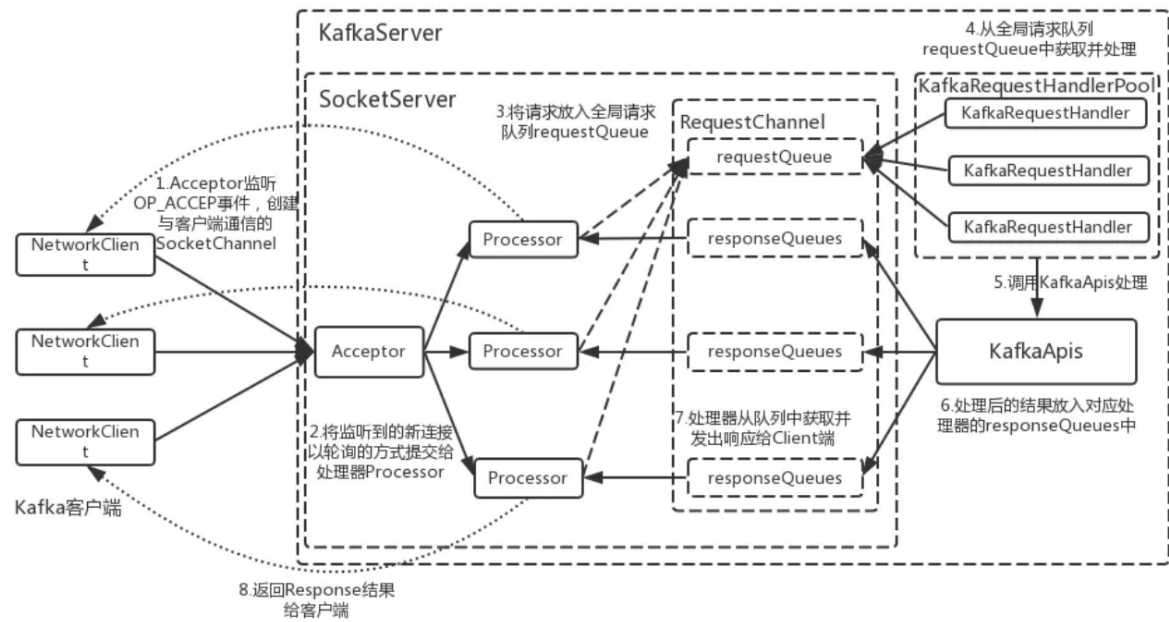 KafkaServer
4.从全局请求队列
requestQueue中获取并处理
SocketServer
3.将请求放入全局请求
队列requestQueue
RequestChannel
requestQueue
KafkaRequestHandlerPool
KafkaRequestHandler
KafkaRequestHandler
KafkaRequestHandler
1.Acceptor监听
OP_ACCEP事件，创建
与客户端通信的
SocketChannel
NetworkClien
t
Processor
responseQueues
5.调用KafkaApis处理
NetworkClien
t
Acceptor
Processor
responseQueues
KafkaApis
6.处理后的结果放入对应处
理器的responseQueues中
NetworkClien
t
2.将监听到的新连接
以轮询的方式提交给
处理器Processor
7.处理器从队列中获取并
发出响应给Client端
Processor
responseQueues
Kafka客户端
8.返回Response结果
给客户端